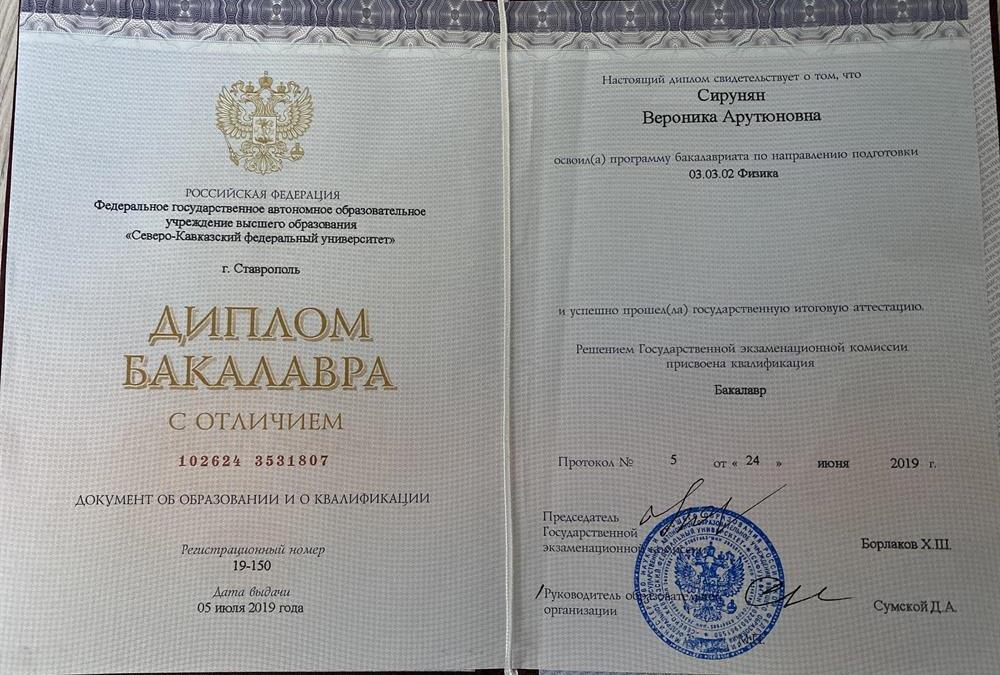 РОССИЙСКАЯ ФЕДЕРАЦИЯ
Федеральное государственное автономное образовательное
учреждение высшего образования
«Северо-Кавказский федеральный университет»
г. Ставрополь
ДИПЛОМ
БАКАЛАВРА
С ОТЛИЧИЕМ
102624 3531807
ДОКУМЕНТ ОБ ОБРАЗОВАНИИ И О КВАЛИФИКАЦИИ
Регистрационный номер
19-150
Дата выдачи
05 июля 2019 года
Настоящий диплом свидетельствует о том, что
Сирунян
Вероника Арутюновна
освоил(а) программу бакалавриата по направлению подготовки
03.03.02 Физика
и успешно прошел(ла) государственную итоговую аттестацию.
Решением Государственной экзаменационной комиссии
присвоена квалификация
Бакалавр
Протокол № 5 от « 24 » июня 2019 г.
Председатель
Государственной
экзаменационной комиссии
Борлаков Х.Ш.
Руководитель образовательной
организации
Сумской Д.А.